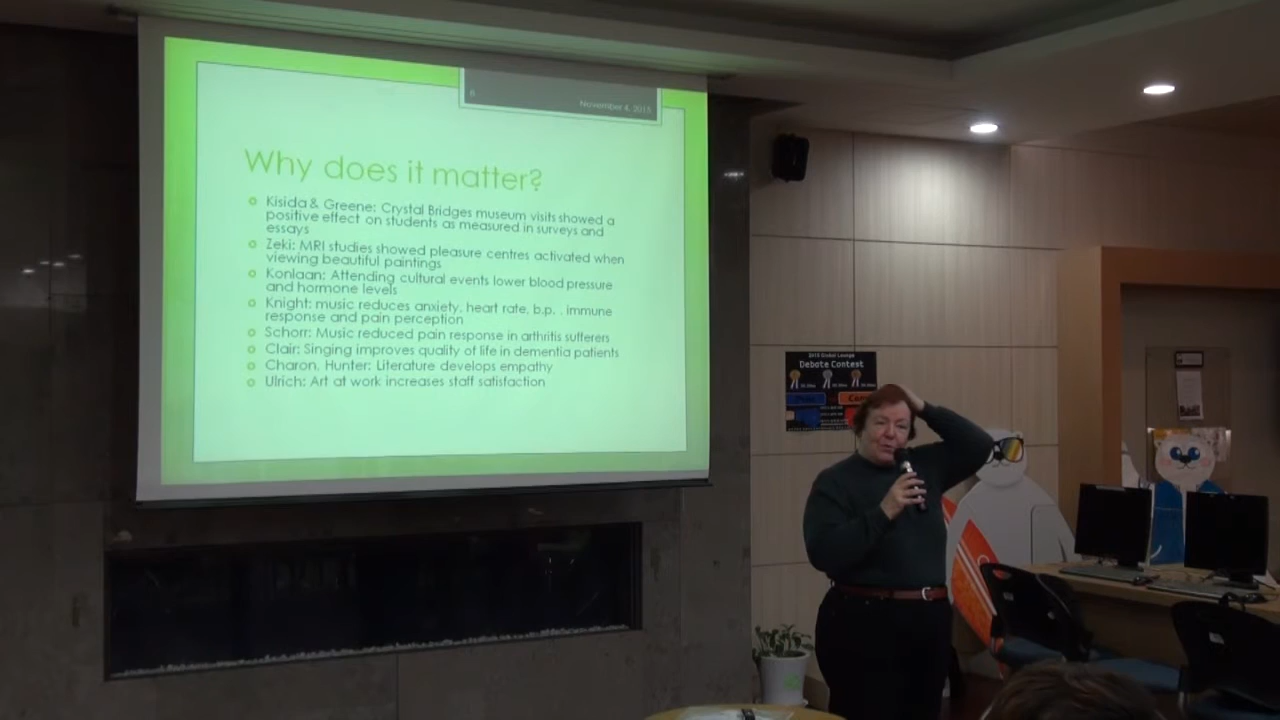 8
November 4, 2015
Why does it matter?
Kisida & Greene: Crystal Bridges museum visits showed a
positive effect on students as measured in surveys and
essays
Zeki: MRI studies showed pleasure centres activated when
viewing beautiful paintings
Konlaan: Attending cultural events lower blood pressure
and hormone levels
Knight: music reduces anxiety, heart rate, b.p. , immune
response and pain perception
Schorr: Music reduced pain response in arthritis sufferers
Clair: Singing improves quality of life in dementia patients
Charon, Hunter: Literature develops empathy
Ulrich: Art at work increases staff satisfaction
2015 Global Lounge
Debate Contest